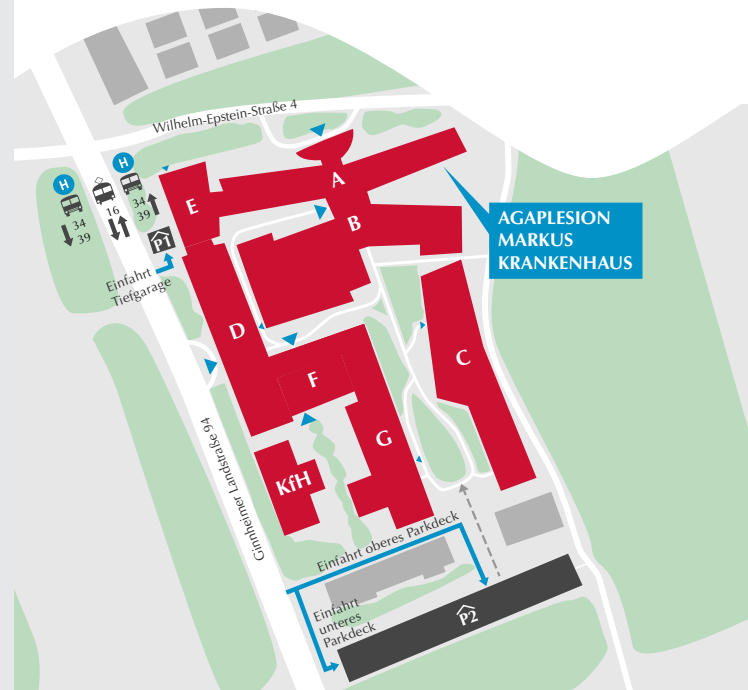 Wilhelm-Epstein-Straße 4
H
H
34
39
16
34
39
P1
Einfahrt
Tiefgarage
E
A
B
AGAPLESION
MARKUS
KRANKENHAUS
D
C
F
G
KfH
Ginnheimer Landstraße 94
Einfahrt oberes Parkdeck
Einfahrt
unteres
Parkdeck
P2